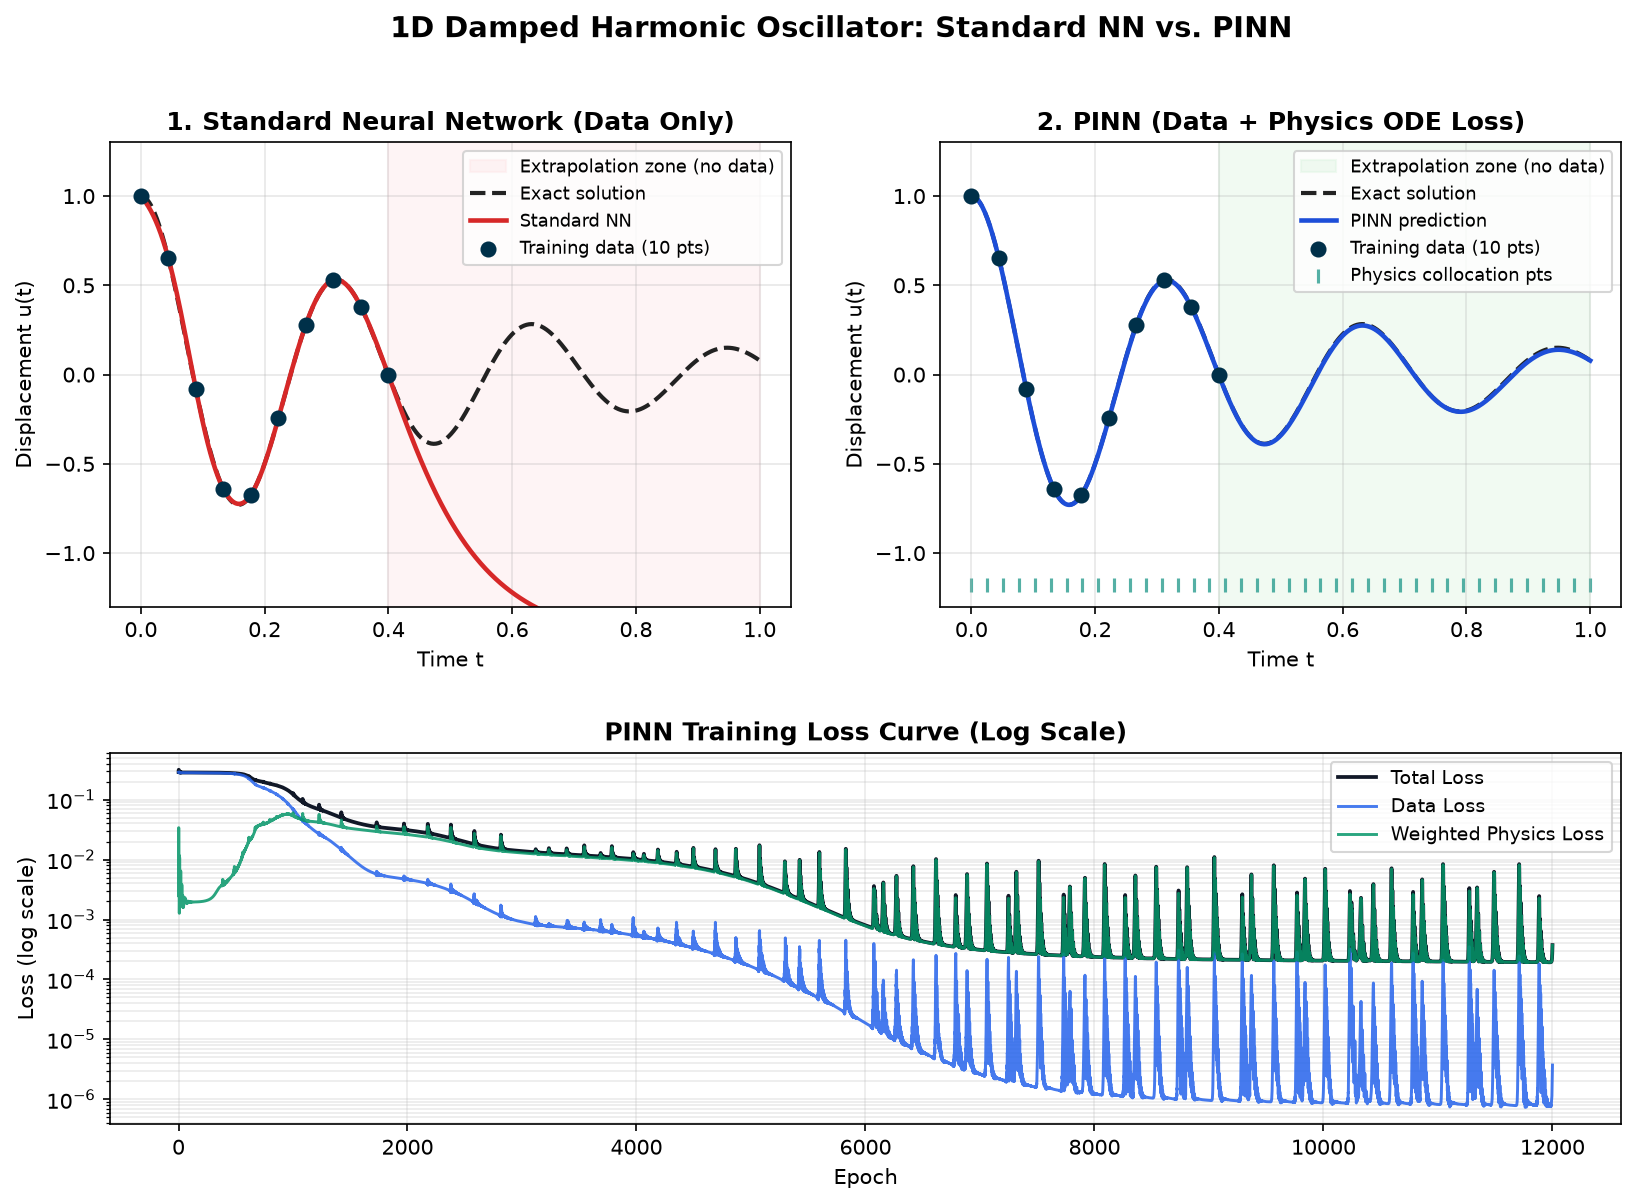 1D Damped Harmonic Oscillator: Standard NN vs. PINN
1. Standard Neural Network (Data Only)
Extrapolation zone (no data)
Exact solution
Standard NN
Training data (10 pts)
Displacement u(t)
1.0
0.5
0.0
−0.5
−1.0
0.0 0.2 0.4 0.6 0.8 1.0
Time t
2. PINN (Data + Physics ODE Loss)
Extrapolation zone (no data)
Exact solution
PINN prediction
Training data (10 pts)
Physics collocation pts
Displacement u(t)
1.0
0.5
0.0
−0.5
−1.0
0.0 0.2 0.4 0.6 0.8 1.0
Time t
PINN Training Loss Curve (Log Scale)
Total Loss
Data Loss
Weighted Physics Loss
Loss (log scale)
10⁻¹
10⁻²
10⁻³
10⁻⁴
10⁻⁵
10⁻⁶
0 2000 4000 6000 8000 10000 12000
Epoch